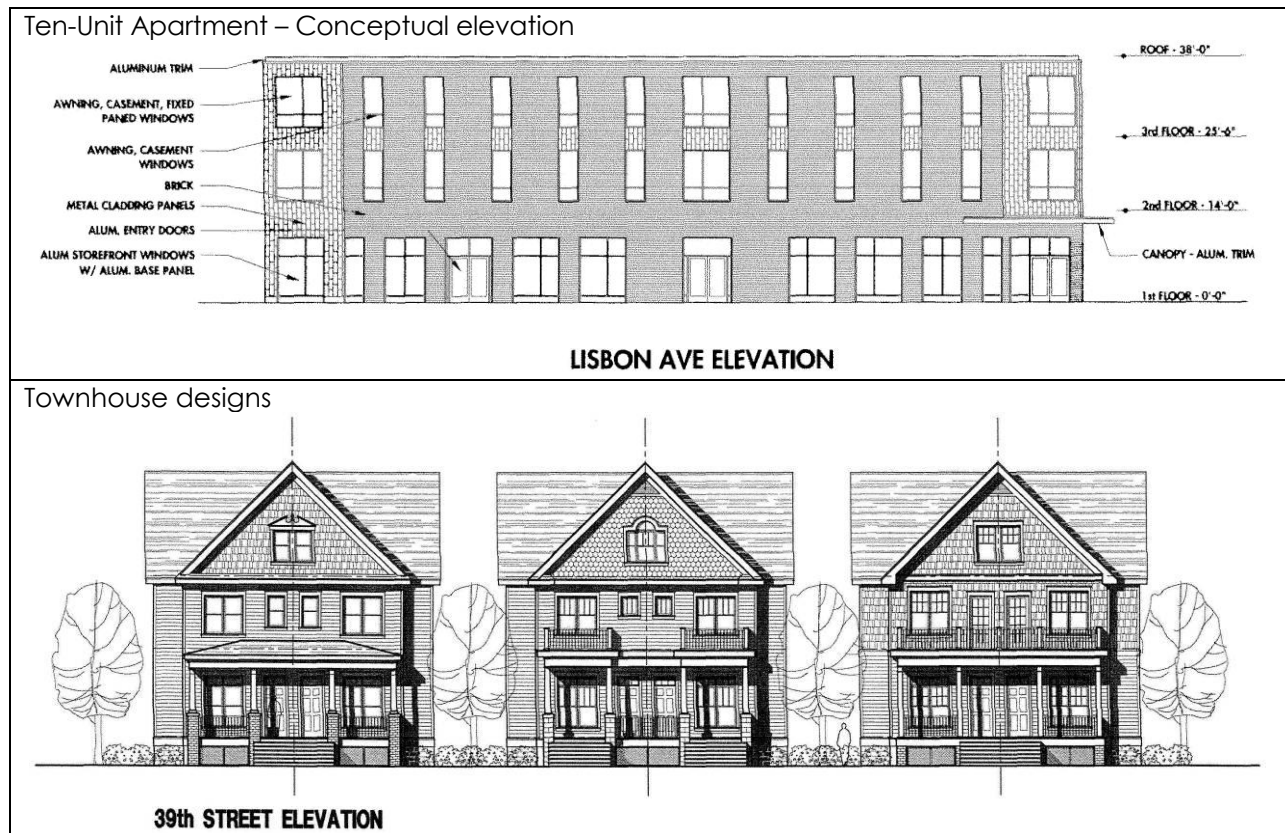 Ten-Unit Apartment – Conceptual elevation
ALUMINUM TRIM
AWNING, CASEMENT, FIXED
PANED WINDOWS
AWNING, CASEMENT
WINDOWS
BRICK
METAL CLADDING PANELS
ALUM. ENTRY DOORS
ALUM STOREFRONT WINDOWS
W/ ALUM. BASE PANEL
ROOF - 38'-0"
3rd FLOOR - 25'-6"
2nd FLOOR - 14'-0"
CANOPY - ALUM. TRIM
1st FLOOR - 0'-0"
LISBON AVE ELEVATION
Townhouse designs
39th STREET ELEVATION